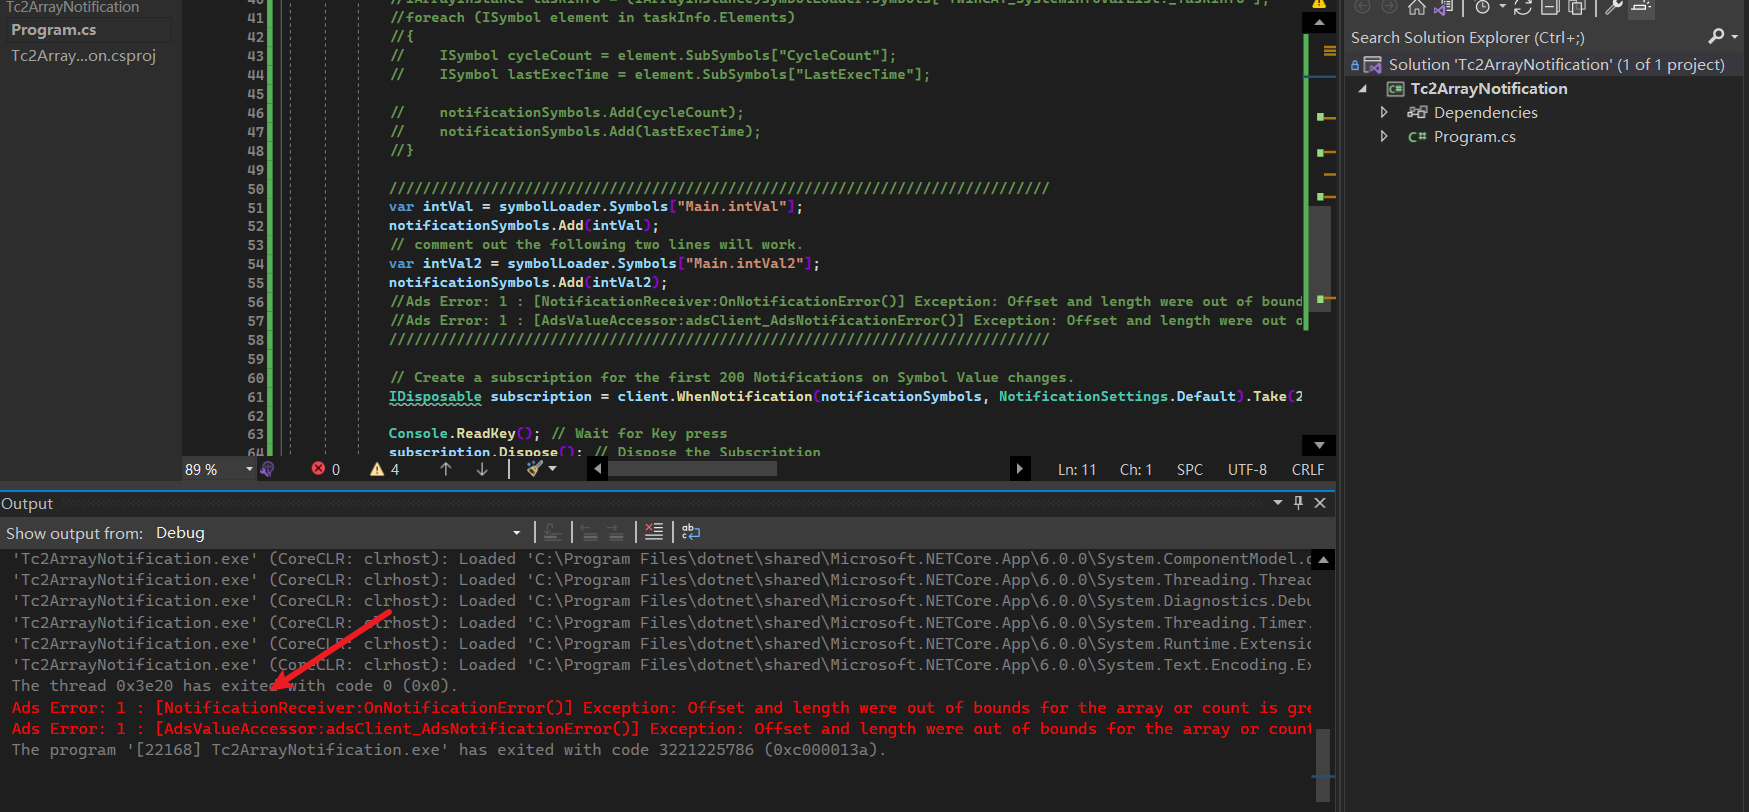 Tc2ArrayNotification
Program.cs
Tc2Array...on.csproj
41 //foreach (ISymbol element in taskInfo.Elements)
42 //{
43 //    ISymbol cycleCount = element.SubSymbols["CycleCount"];
44 //    ISymbol lastExecTime = element.SubSymbols["LastExecTime"];
45
46 //    notificationSymbols.Add(cycleCount);
47 //    notificationSymbols.Add(lastExecTime);
48 //}
49
50 //////////////////////////////////////////////////////////////////////////////
51 var intVal = symbolLoader.Symbols["Main.intVal"];
52 notificationSymbols.Add(intVal);
53 // comment out the following two lines will work.
54 var intVal2 = symbolLoader.Symbols["Main.intVal2"];
55 notificationSymbols.Add(intVal2);
56 //Ads Error: 1 : [NotificationReceiver:OnNotificationError()] Exception: Offset and length were out of bound
57 //Ads Error: 1 : [AdsValueAccessor:adsClient_AdsNotificationError()] Exception: Offset and length were out o
58 //////////////////////////////////////////////////////////////////////////////
59
60 // Create a subscription for the first 200 Notifications on Symbol Value changes.
61 IDisposable subscription = client.WhenNotification(notificationSymbols, NotificationSettings.Default).Take(2
62
63 Console.ReadKey(); // Wait for Key press
64 subscription.Dispose(); // Dispose the Subscription
89 % 0 4 Ln: 11 Ch: 1 SPC UTF-8 CRLF
Output
Show output from: Debug
'Tc2ArrayNotification.exe' (CoreCLR: clrhost): Loaded 'C:\Program Files\dotnet\shared\Microsoft.NETCore.App\6.0.0\System.ComponentModel.
'Tc2ArrayNotification.exe' (CoreCLR: clrhost): Loaded 'C:\Program Files\dotnet\shared\Microsoft.NETCore.App\6.0.0\System.Threading.Threa
'Tc2ArrayNotification.exe' (CoreCLR: clrhost): Loaded 'C:\Program Files\dotnet\shared\Microsoft.NETCore.App\6.0.0\System.Diagnostics.Debu
'Tc2ArrayNotification.exe' (CoreCLR: clrhost): Loaded 'C:\Program Files\dotnet\shared\Microsoft.NETCore.App\6.0.0\System.Threading.Timer.
'Tc2ArrayNotification.exe' (CoreCLR: clrhost): Loaded 'C:\Program Files\dotnet\shared\Microsoft.NETCore.App\6.0.0\System.Runtime.Extensio
'Tc2ArrayNotification.exe' (CoreCLR: clrhost): Loaded 'C:\Program Files\dotnet\shared\Microsoft.NETCore.App\6.0.0\System.Text.Encoding.Ex
The thread 0x3e20 has exited with code 0 (0x0).
Ads Error: 1 : [NotificationReceiver:OnNotificationError()] Exception: Offset and length were out of bounds for the array or count is gre
Ads Error: 1 : [AdsValueAccessor:adsClient_AdsNotificationError()] Exception: Offset and length were out of bounds for the array or count
The program '[22168] Tc2ArrayNotification.exe' has exited with code 3221225786 (0xc000013a).
Search Solution Explorer (Ctrl+;)
Solution 'Tc2ArrayNotification' (1 of 1 project)
C# Tc2ArrayNotification
Dependencies
C# Program.cs